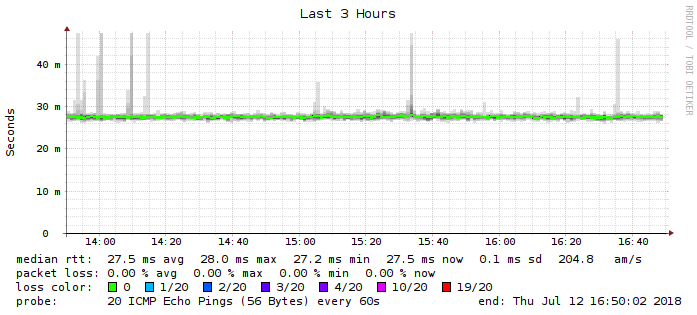 Last 3 Hours
RRDTOOL / TOBI OETIKER
Seconds
40 m
30 m
20 m
10 m
0
14:00 14:20 14:40 15:00 15:20 15:40 16:00 16:20 16:40
median rtt: 27.5 ms avg 28.0 ms max 27.2 ms min 27.5 ms now 0.1 ms sd 204.8 am/s
packet loss: 0.00 % avg 0.00 % max 0.00 % min 0.00 % now
loss color: 0 1/20 2/20 3/20 4/20 10/20 19/20
probe: 20 ICMP Echo Pings (56 Bytes) every 60s end: Thu Jul 12 16:50:02 2018